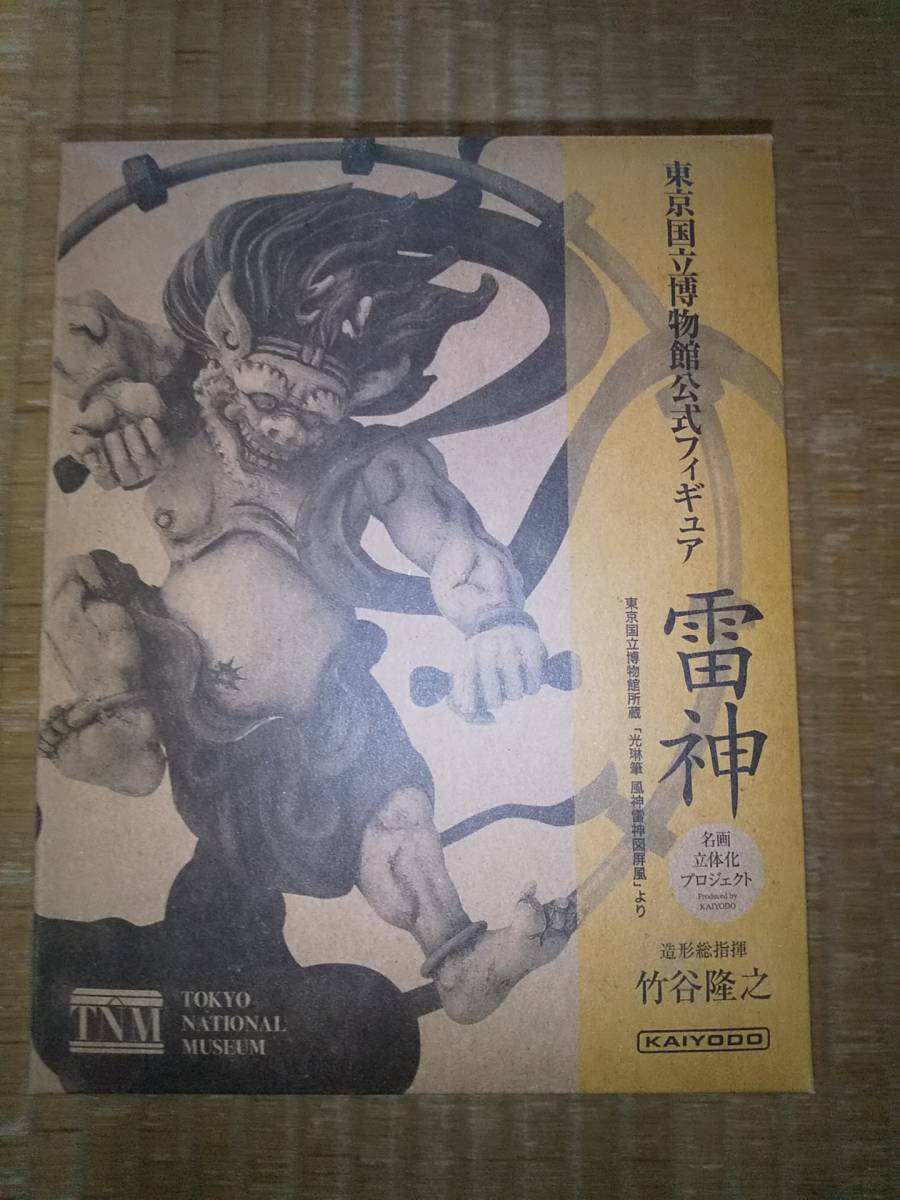 東京国立博物館公式フィギュア
雷神
東京国立博物館所蔵「光琳筆 風神雷神図屏風」より
名画
立体化
プロジェクト
Produced by
KAIYODO
造形総指揮
竹谷隆之
KAIYODO
TNM
TOKYO
NATIONAL
MUSEUM